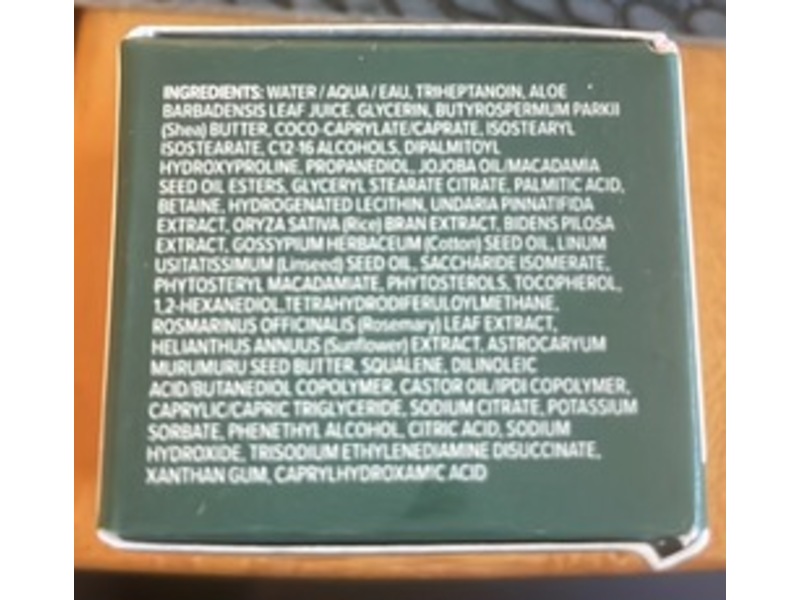 INGREDIENTS: WATER / AQUA / EAU, TRIHEPTANOIN, ALOE
BARBADENSIS LEAF JUICE, GLYCERIN, BUTYROSPERMUM PARKII
(Shea) BUTTER, COCO-CAPRYLATE/CAPRATE, ISOSTEARYL
ISOSTEARATE, C12-16 ALCOHOLS, DIPALMITOYL
HYDROXYPROLINE, PROPANEDIOL, JOJOBA OIL/MACADAMIA
SEED OIL ESTERS, GLYCERYL STEARATE CITRATE, PALMITIC ACID,
BETAINE, HYDROGENATED LECITHIN, UNDARIA PINNATIFIDA
EXTRACT, ORYZA SATIVA (Rice) BRAN EXTRACT, BIDENS PILOSA
EXTRACT, GOSSYPIUM HERBACEUM (Cotton) SEED OIL, LINUM
USITATISSIMUM (Linseed) SEED OIL, SACCHARIDE ISOMERATE,
PHYTOSTERYL MACADAMIATE, PHYTOSTEROLS, TOCOPHEROL,
1,2-HEXANEDIOL,TETRAHYDRODIFERULOYLMETHANE,
ROSMARINUS OFFICINALIS (Rosemary) LEAF EXTRACT,
HELIANTHUS ANNUUS (Sunflower) EXTRACT, ASTROCARYUM
MURUMURU SEED BUTTER, SQUALENE, DILINOLEIC
ACID/BUTANEDIOL COPOLYMER, CASTOR OIL/IPDI COPOLYMER,
CAPRYLIC/CAPRIC TRIGLYCERIDE, SODIUM CITRATE, POTASSIUM
SORBATE, PHENETHYL ALCOHOL, CITRIC ACID, SODIUM
HYDROXIDE, TRISODIUM ETHYLENEDIAMINE DISUCCINATE,
XANTHAN GUM, CAPRYLHYDROXAMIC ACID